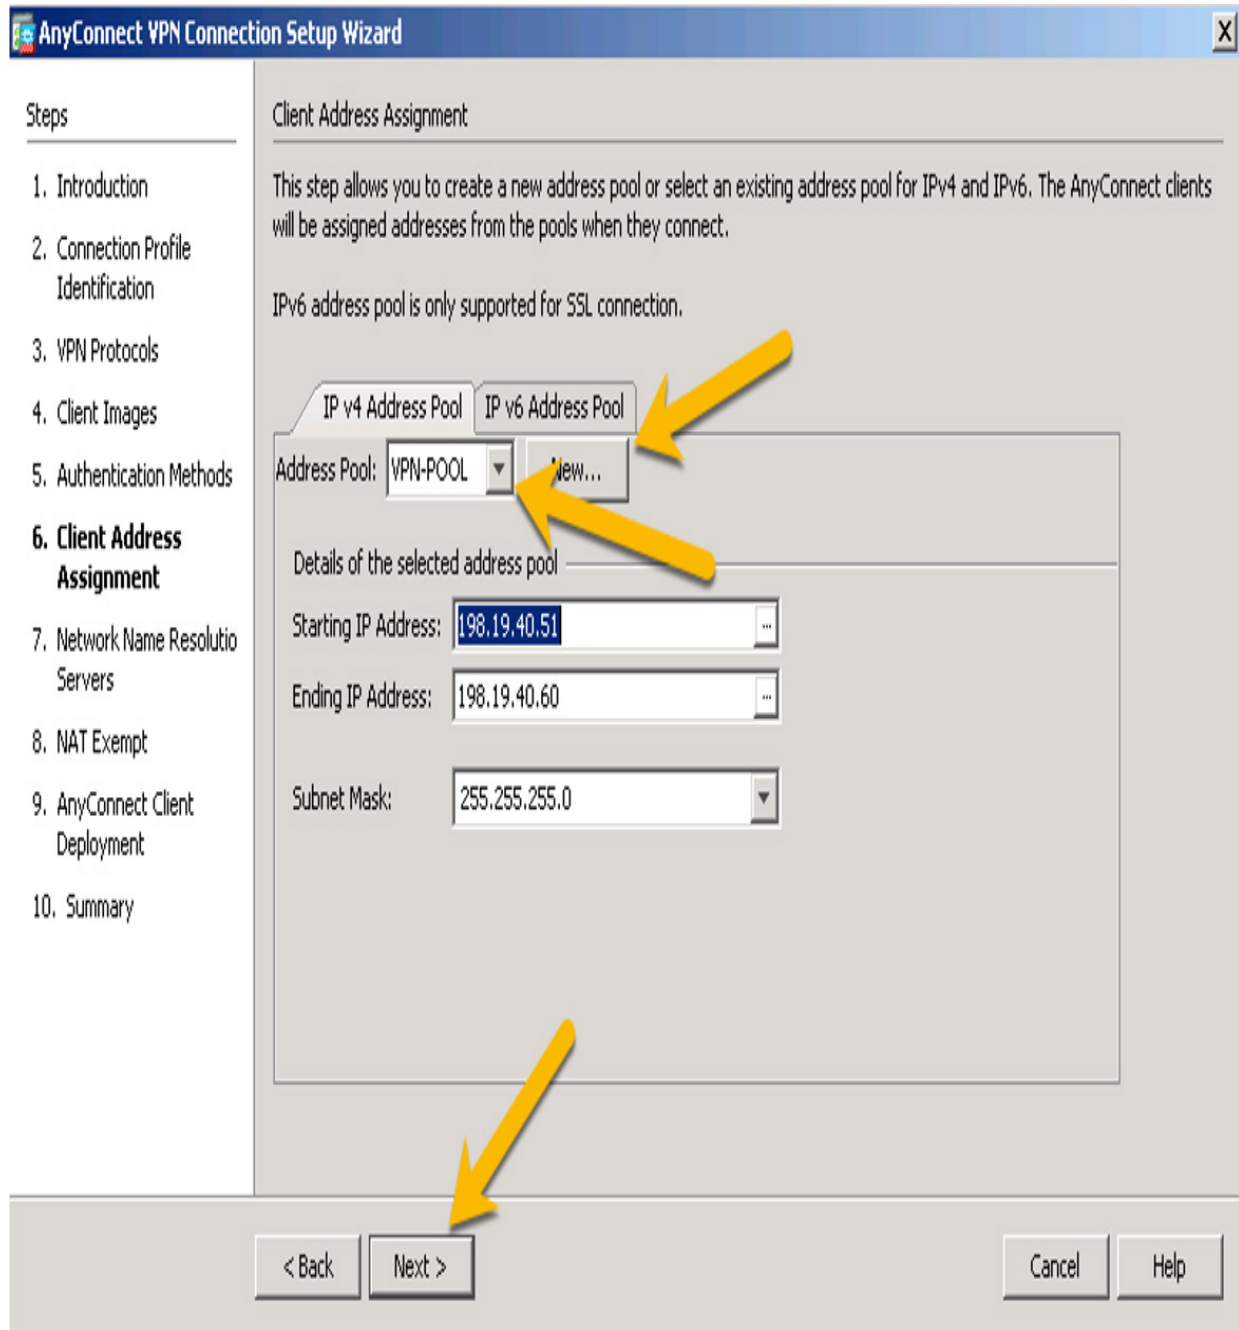 AnyConnect VPN Connection Setup Wizard
X
Steps
1. Introduction
2. Connection Profile
Identification
3. VPN Protocols
4. Client Images
5. Authentication Methods
6. Client Address
Assignment
7. Network Name Resolutio
Servers
8. NAT Exempt
9. AnyConnect Client
Deployment
10. Summary
Client Address Assignment
This step allows you to create a new address pool or select an existing address pool for IPv4 and IPv6. The AnyConnect clients
will be assigned addresses from the pools when they connect.
IPv6 address pool is only supported for SSL connection.
IP v4 Address Pool
IP v6 Address Pool
Address Pool: VPN-POOL
New...
Details of the selected address pool
Starting IP Address: 198.19.40.51 ...
Ending IP Address: 198.19.40.60 ...
Subnet Mask: 255.255.255.0
< Back
Next >
Cancel
Help